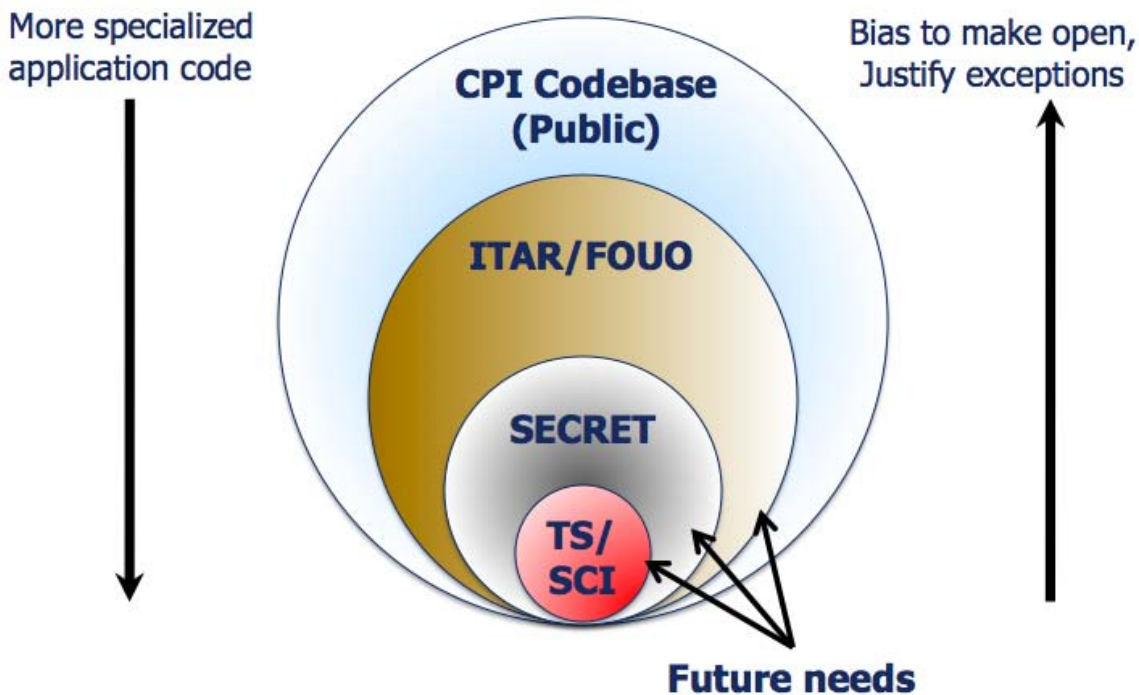 More specialized
application code
Bias to make open,
Justify exceptions
CPI Codebase
(Public)
ITAR/FOUO
SECRET
TS/
SCI
Future needs